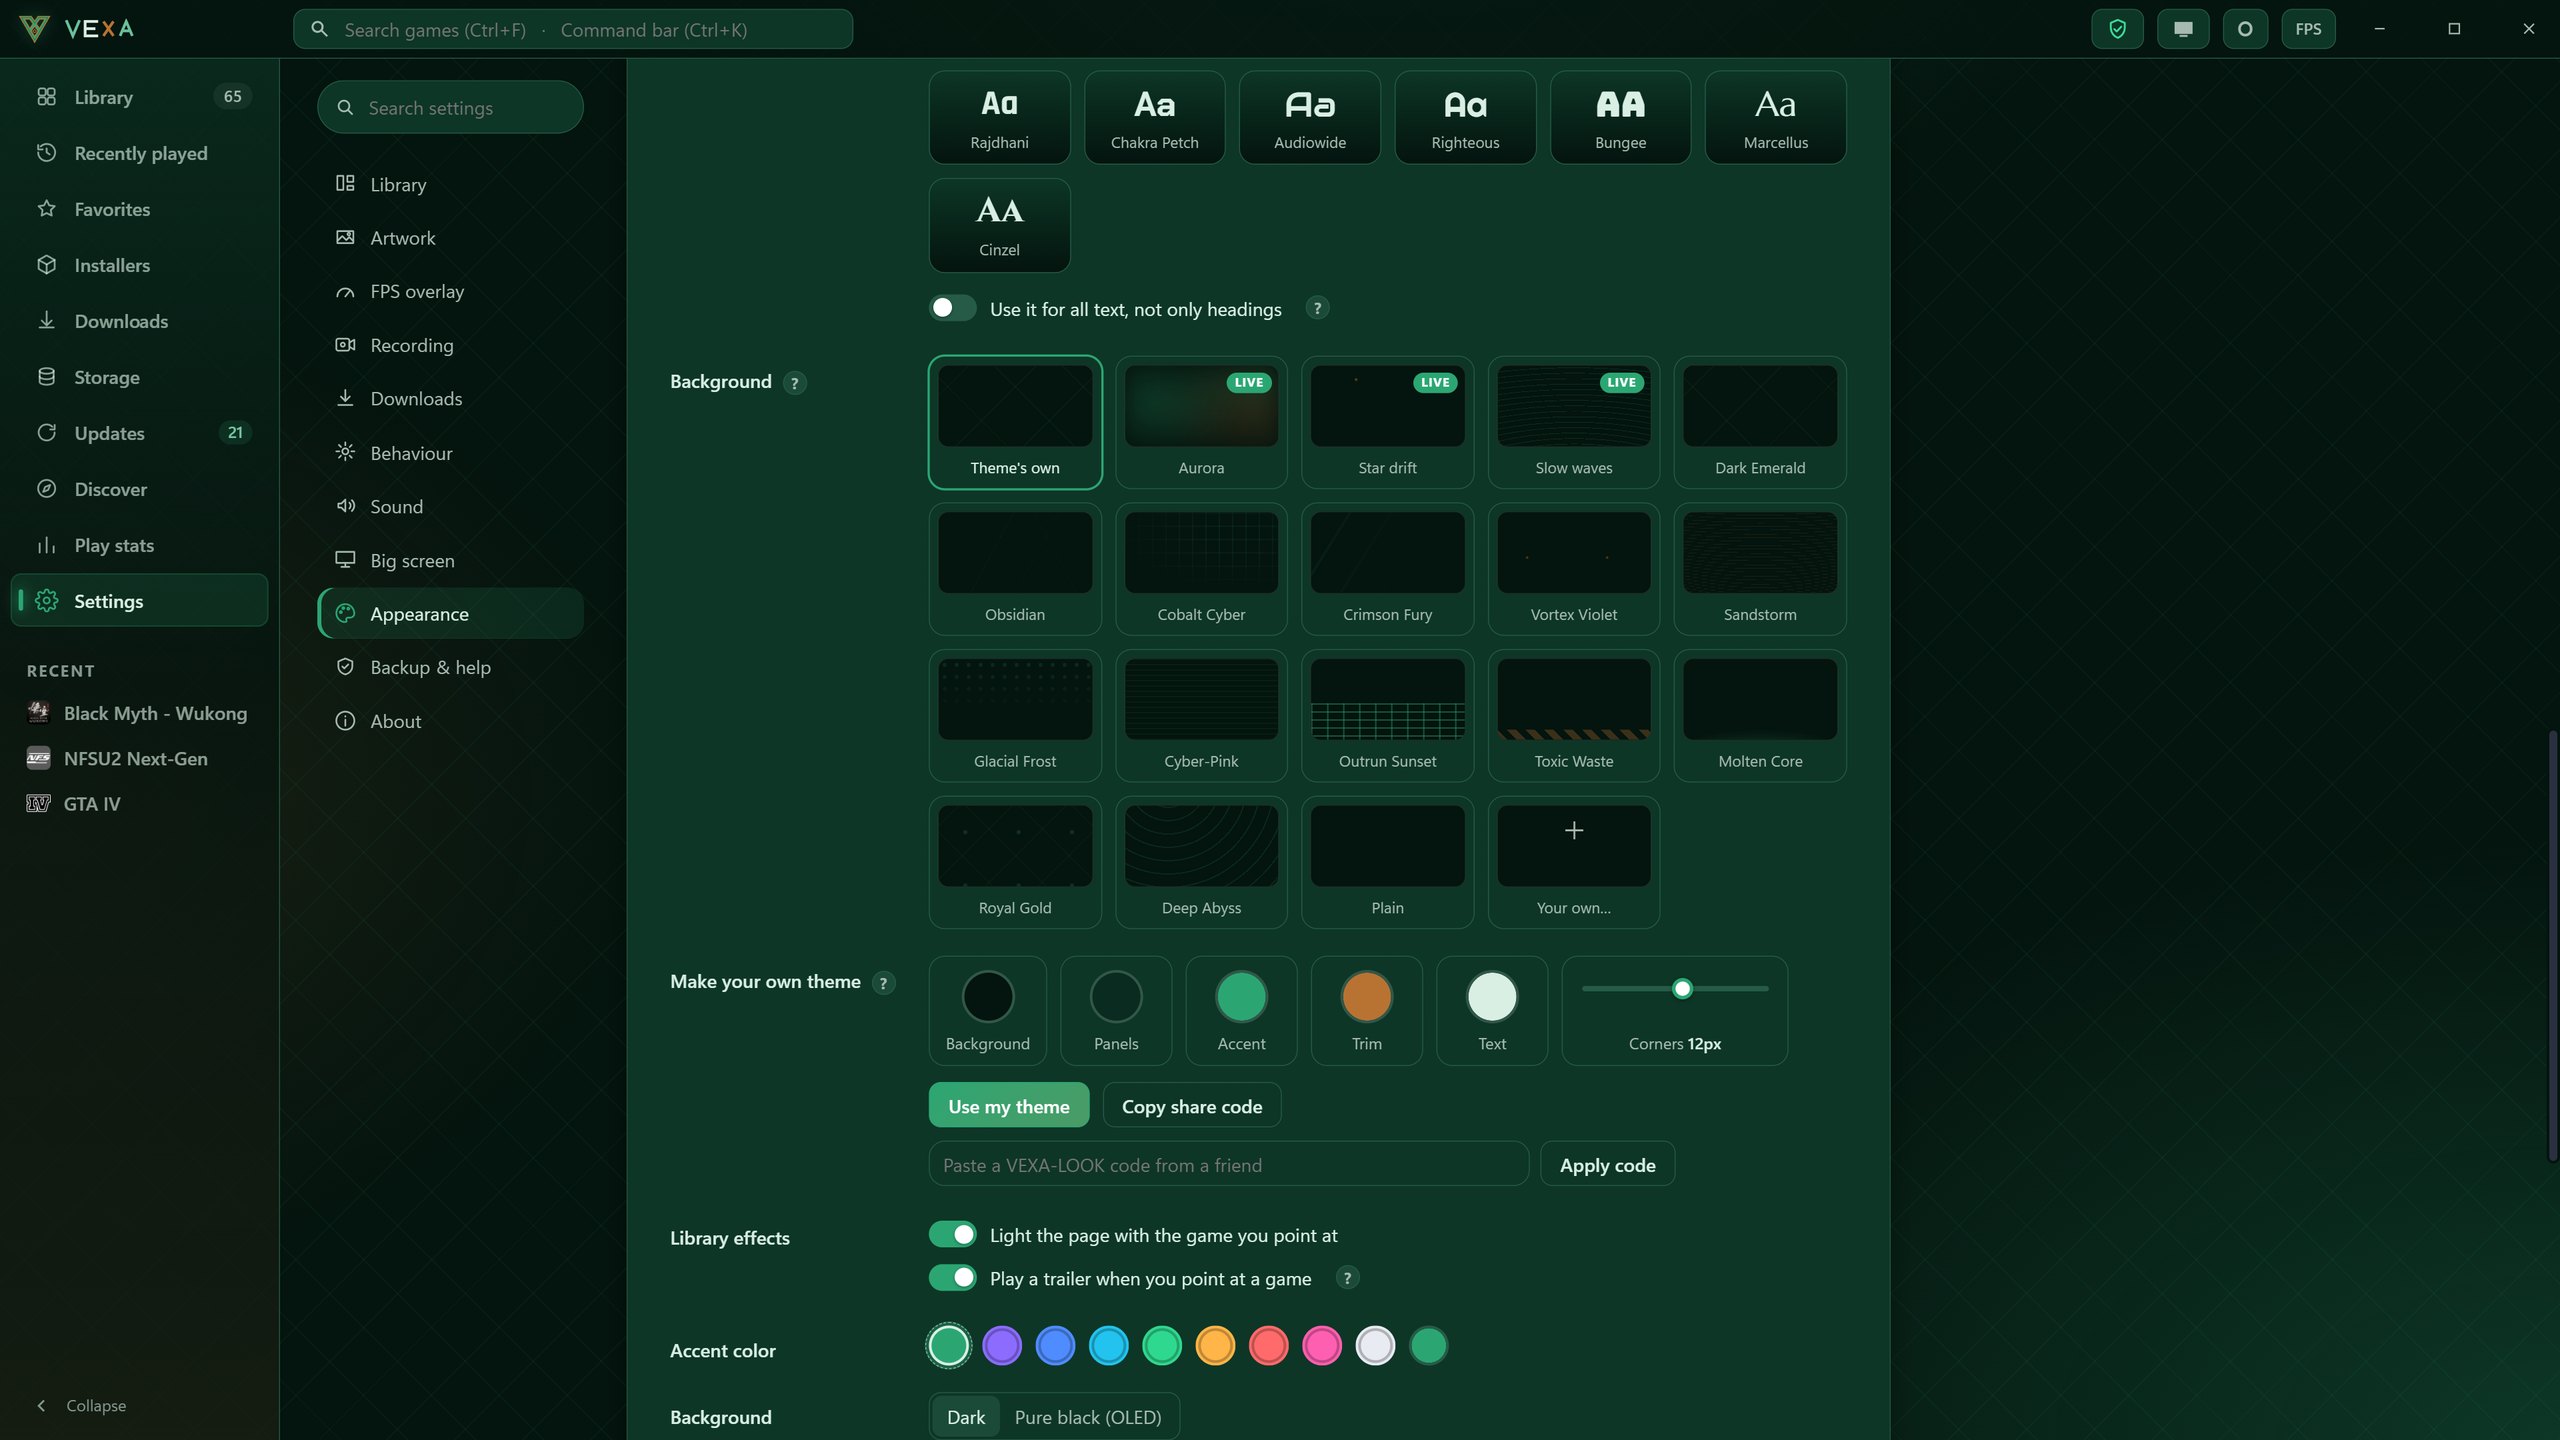 VEXA
Search games (Ctrl+F) · Command bar (Ctrl+K)
FPS
Library 65
Recently played
Favorites
Installers
Downloads
Storage
Updates 21
Discover
Play stats
Settings
RECENT
Black Myth - Wukong
NFSU2 Next-Gen
GTA IV
Collapse
Search settings
Library
Artwork
FPS overlay
Recording
Downloads
Behaviour
Sound
Big screen
Appearance
Backup & help
About
Aa Aa Aa Aa AA Aa
Rajdhani Chakra Petch Audiowide Righteous Bungee Marcellus
AA
Cinzel
Use it for all text, not only headings ?
Background ?
LIVE LIVE LIVE
Theme's own Aurora Star drift Slow waves Dark Emerald
Obsidian Cobalt Cyber Crimson Fury Vortex Violet Sandstorm
Glacial Frost Cyber-Pink Outrun Sunset Toxic Waste Molten Core
Royal Gold Deep Abyss Plain Your own...
Make your own theme ?
Background Panels Accent Trim Text Corners 12px
Use my theme Copy share code
Paste a VEXA-LOOK code from a friend Apply code
Library effects
Light the page with the game you point at
Play a trailer when you point at a game ?
Accent color
Background
Dark Pure black (OLED)